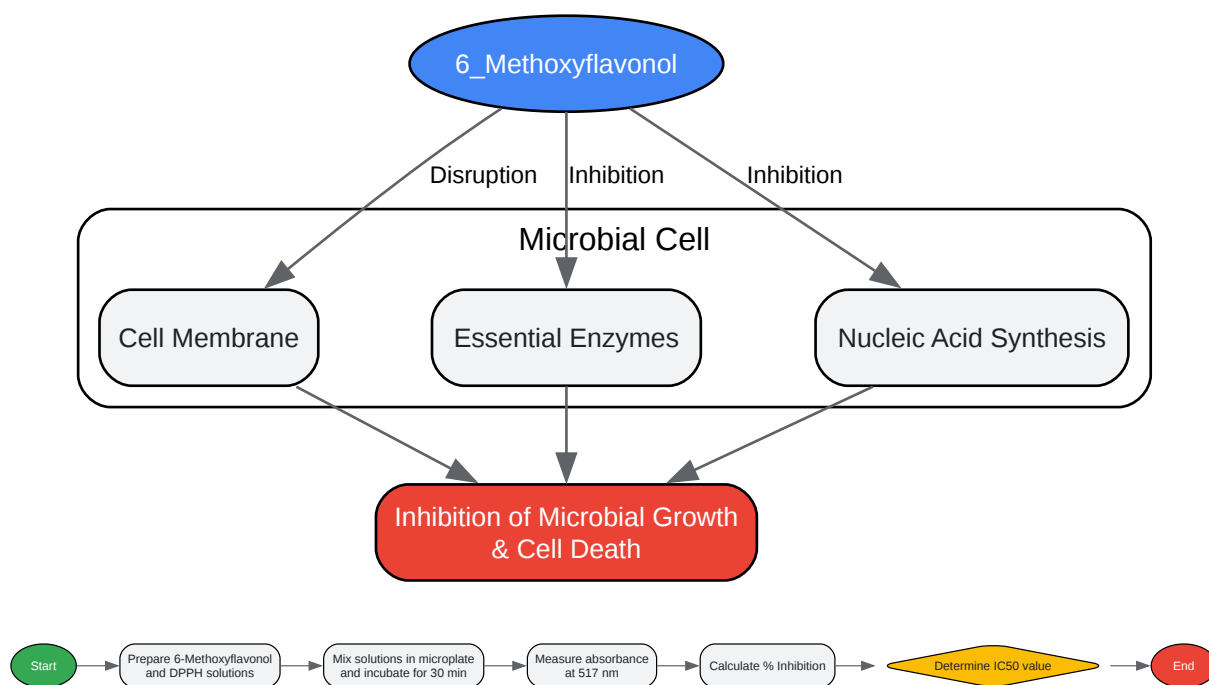 6_Methoxyflavonol
Disruption
Inhibition
Inhibition
Microbial Cell
Cell Membrane
Essential Enzymes
Nucleic Acid Synthesis
Inhibition of Microbial Growth
& Cell Death
Start
Prepare 6-Methoxyflavonol
and DPPH solutions
Mix solutions in microplate
and incubate for 30 min
Measure absorbance
at 517 nm
Calculate % Inhibition
Determine IC50 value
End